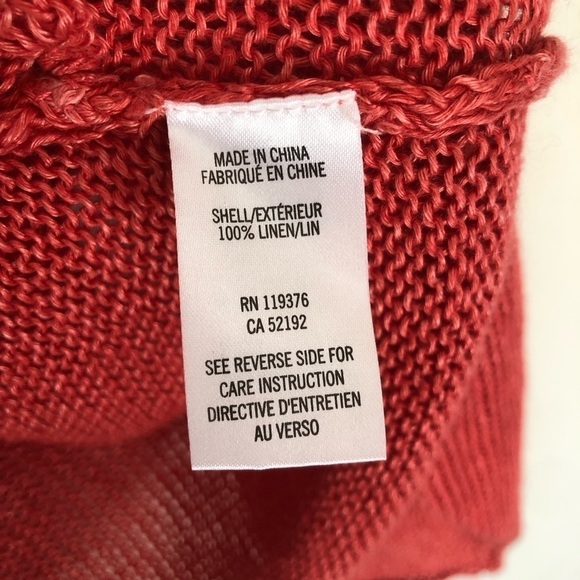 MADE IN CHINA
FABRIQUÉ EN CHINE
SHELL/EXTÉRIEUR
100% LINEN/LIN
RN 119376
CA 52192
SEE REVERSE SIDE FOR
CARE INSTRUCTION
DIRECTIVE D'ENTRETIEN
AU VERSO